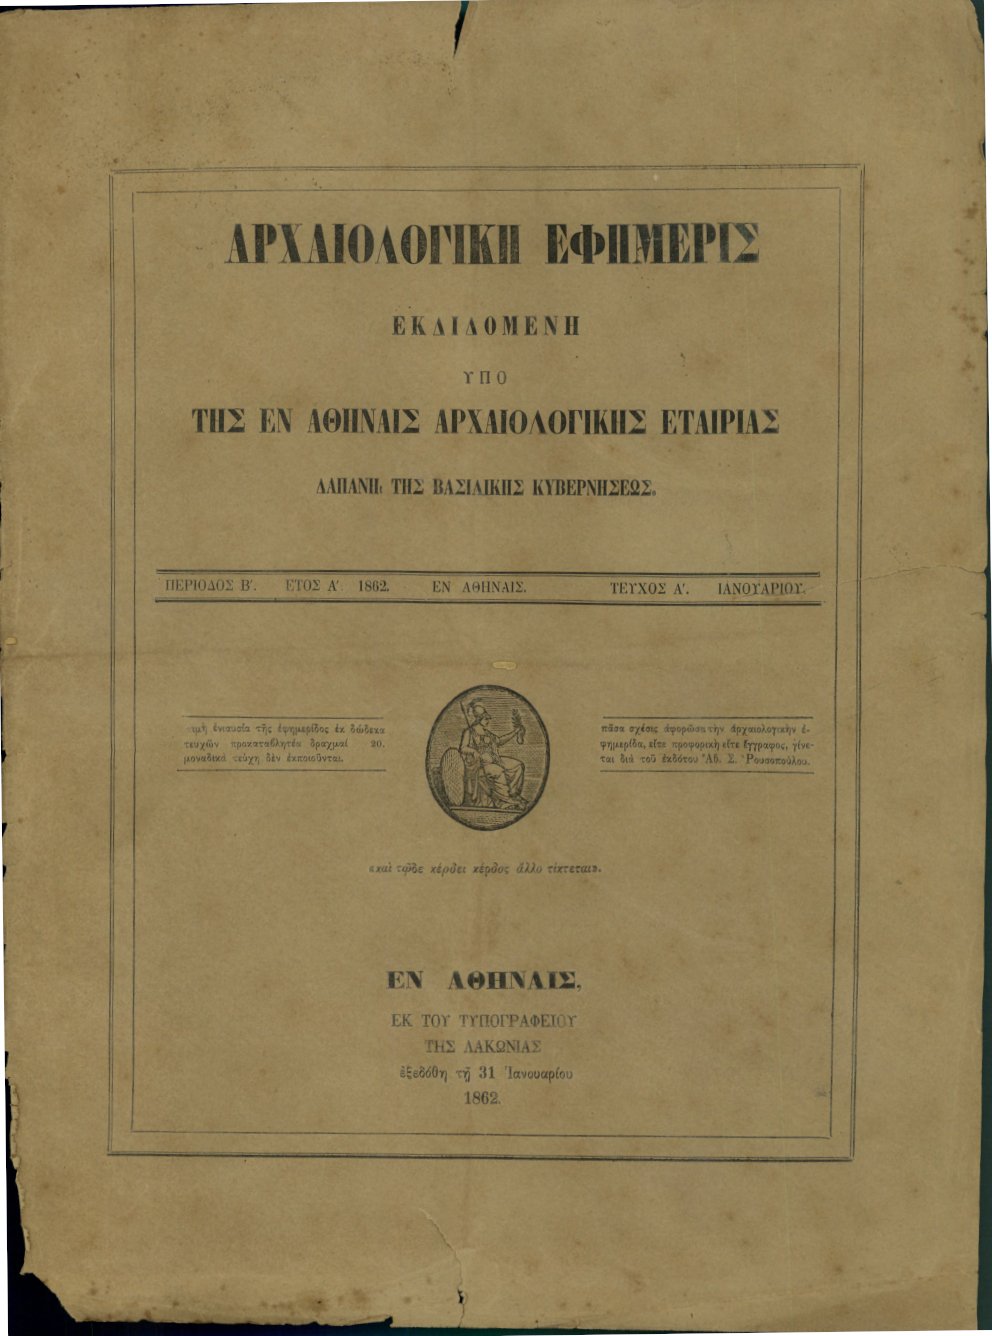 ΑΡΧΑΙΟΛΟΓΙΚΗ ΕΦΗΜΕΡΙΣ
ΕΚΔΙΔΟΜΕΝΗ
ΥΠΟ
ΤΗΣ ΕΝ ΑΘΗΝΑΙΣ ΑΡΧΑΙΟΛΟΓΙΚΗΣ ΕΤΑΙΡΙΑΣ
ΔΑΠΑΝΗι ΤΗΣ ΒΑΣΙΛΙΚΗΣ ΚΥΒΕΡΝΗΣΕΩΣ.
ΠΕΡΙΟΔΟΣ Β΄. ΕΤΟΣ Α΄ 1862. ΕΝ ΑΘΗΝΑΙΣ. ΤΕΥΧΟΣ Α΄. ΙΑΝΟΥΑΡΙΟΥ.
τιμὴ ἐνιαυσία τῆς ἐφημερίδος ἐκ δώδεκα
τευχῶν προκαταβλητέα δραχμαί 20.
μοναδικὰ τεύχη δὲν ἐκποιοῦνται.
πᾶσα σχέσις ἀφορῶσα τὴν ἀρχαιολογικὴν ἐ-
φημερίδα, εἴτε προφορικὴ εἴτε ἔγγραφος, γίνε-
ται διὰ τοῦ ἐκδότου Ἀθ. Σ. Ῥουσοπούλου.
«καὶ τῷδε κέρδει κέρδος ἄλλο τίκτεται».
ΕΝ ΑΘΗΝΑΙΣ,
ΕΚ ΤΟΥ ΤΥΠΟΓΡΑΦΕΙΟΥ
ΤΗΣ ΛΑΚΩΝΙΑΣ
ἐξεδόθη τῇ 31 Ἰανουαρίου
1862.